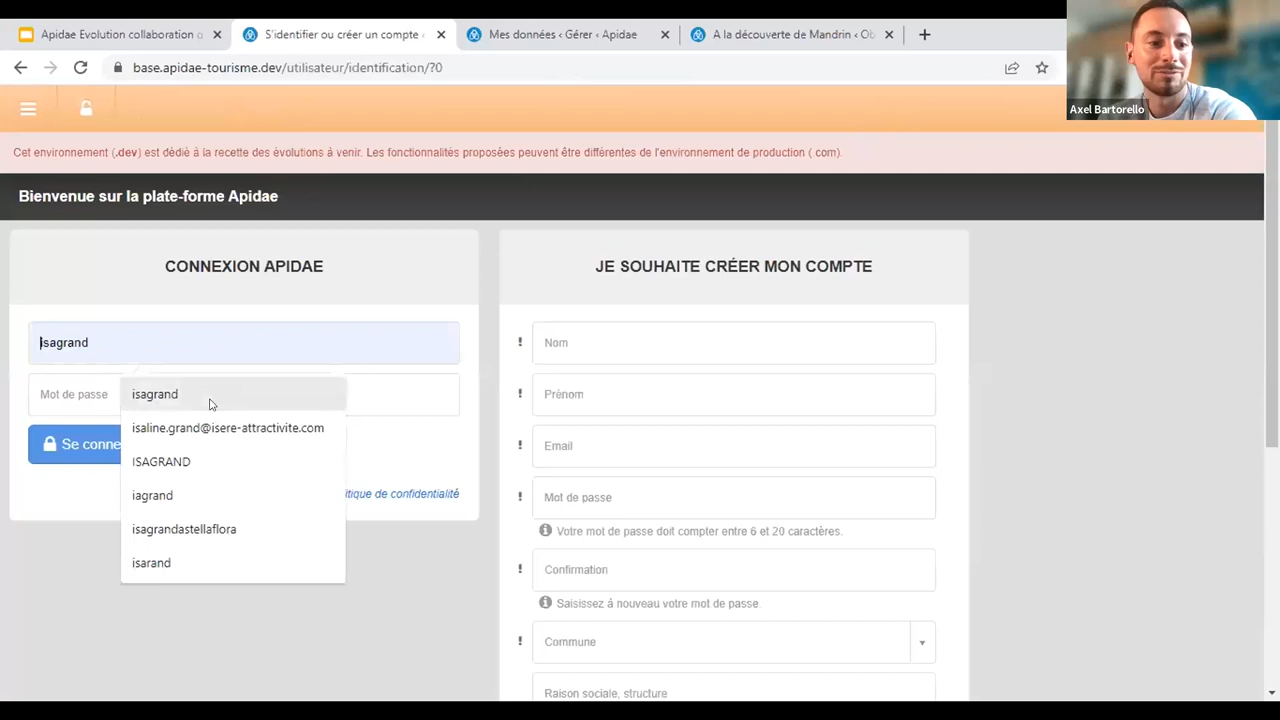 Apidae Evolution collaboration
S'identifier ou créer un compte ‹
Mes données ‹ Gérer ‹ Apidae
A la découverte de Mandrin ‹ Ob
base.apidae-tourisme.dev/utilisateur/identification/?0
Axel Bartorello
Cet environnement (.dev) est dédié à la recette des évolutions à venir. Les fonctionnalités proposées peuvent être différentes de l'environnement de production (.com).
Bienvenue sur la plate-forme Apidae
CONNEXION APIDAE
isagrand
Mot de passe
isagrand
isaline.grand@isere-attractivite.com
Se conne
ISAGRAND
itique de confidentialité
iagrand
isagrandastellaflora
isarand
JE SOUHAITE CRÉER MON COMPTE
! Nom
! Prénom
! Email
! Mot de passe
Votre mot de passe doit compter entre 6 et 20 caractères.
! Confirmation
Saisissez à nouveau votre mot de passe.
! Commune
Raison sociale, structure